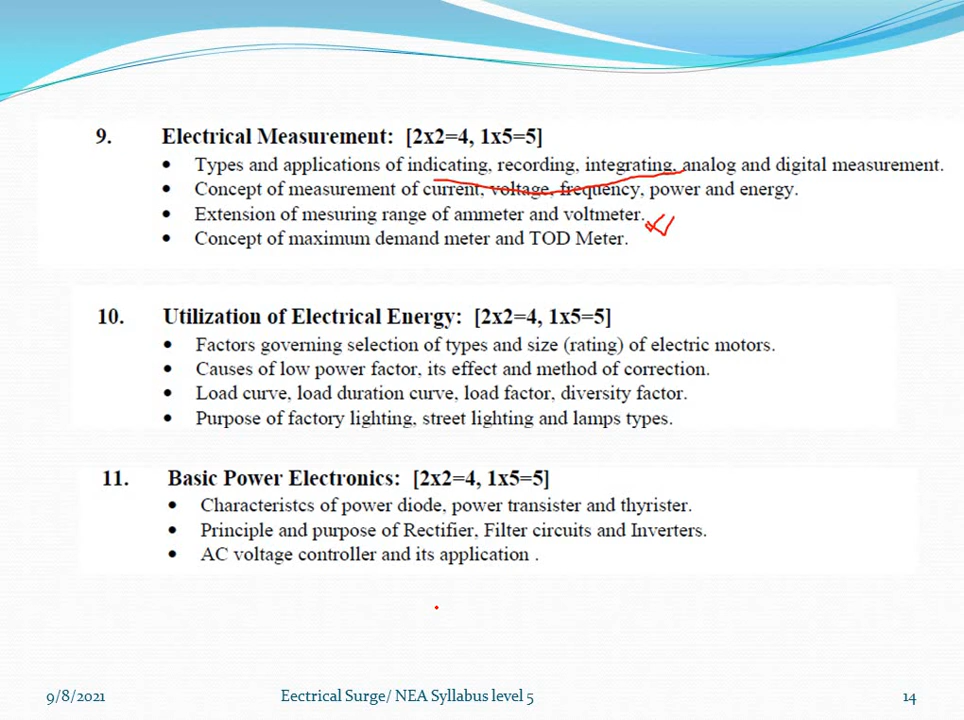 9. Electrical Measurement: [2x2=4, 1x5=5]
• Types and applications of indicating, recording, integrating, analog and digital measurement.
• Concept of measurement of current, voltage, frequency, power and energy.
• Extension of mesuring range of ammeter and voltmeter.
• Concept of maximum demand meter and TOD Meter.
10. Utilization of Electrical Energy: [2x2=4, 1x5=5]
• Factors governing selection of types and size (rating) of electric motors.
• Causes of low power factor, its effect and method of correction.
• Load curve, load duration curve, load factor, diversity factor.
• Purpose of factory lighting, street lighting and lamps types.
11. Basic Power Electronics: [2x2=4, 1x5=5]
• Characteristcs of power diode, power transister and thyrister.
• Principle and purpose of Rectifier, Filter circuits and Inverters.
• AC voltage controller and its application .
9/8/2021 Eectrical Surge/ NEA Syllabus level 5 14